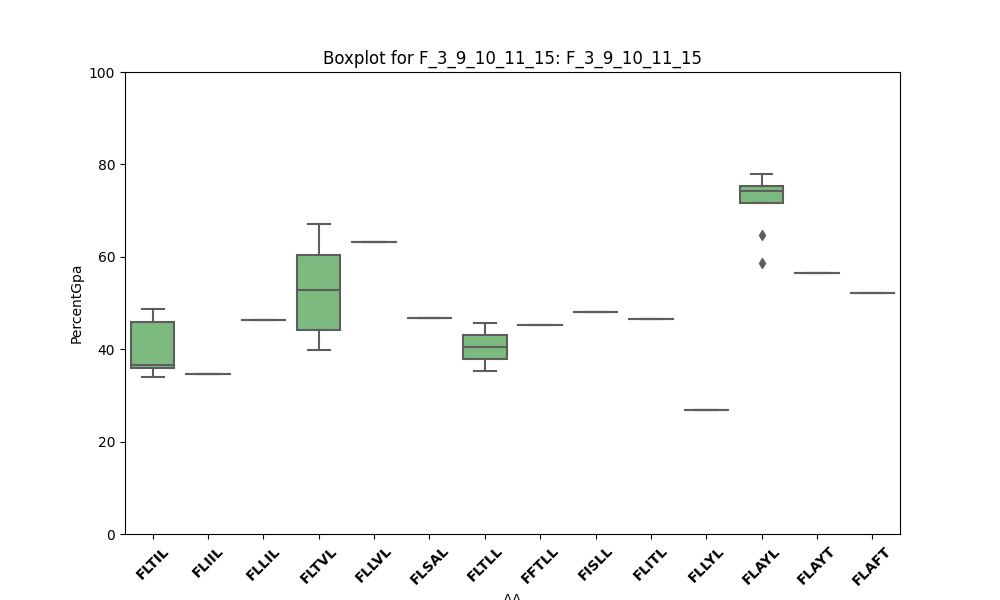 Boxplot for F_3_9_10_11_15: F_3_9_10_11_15
100
80
60
40
20
0
PercentGpa
FLTIL
FLIIL
FLLIL
FLTVL
FLLVL
FLSAL
FLTLL
FFTLL
FISLL
FLITL
FLLYL
FLAYL
FLAYT
FLAFT
AA